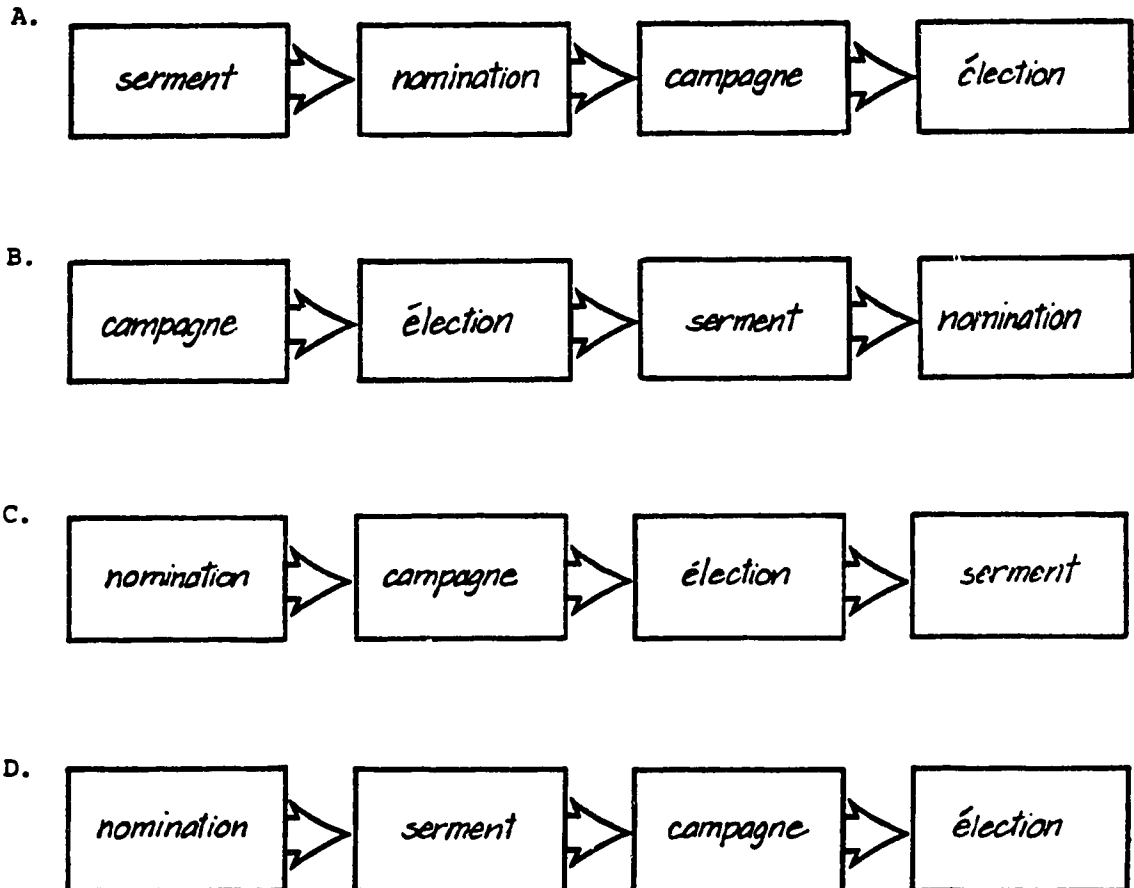 A.
serment nomination campagne élection
B.
campagne élection serment nomination
C.
nomination campagne élection serment
D.
nomination serment campagne élection